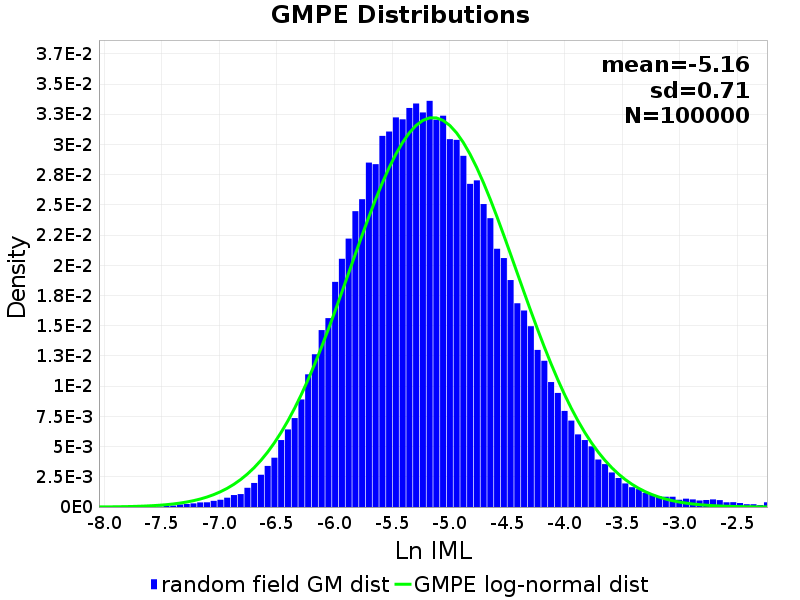 GMPE Distributions
mean=-5.16
sd=0.71
N=100000
Density
3.7E-2
3.5E-2
3.3E-2
3E-2
2.8E-2
2.5E-2
2.2E-2
2E-2
1.8E-2
1.5E-2
1.3E-2
1E-2
7.5E-3
5E-3
2.5E-3
0E0
-8.0 -7.5 -7.0 -6.5 -6.0 -5.5 -5.0 -4.5 -4.0 -3.5 -3.0 -2.5
Ln IML
random field GM dist GMPE log-normal dist